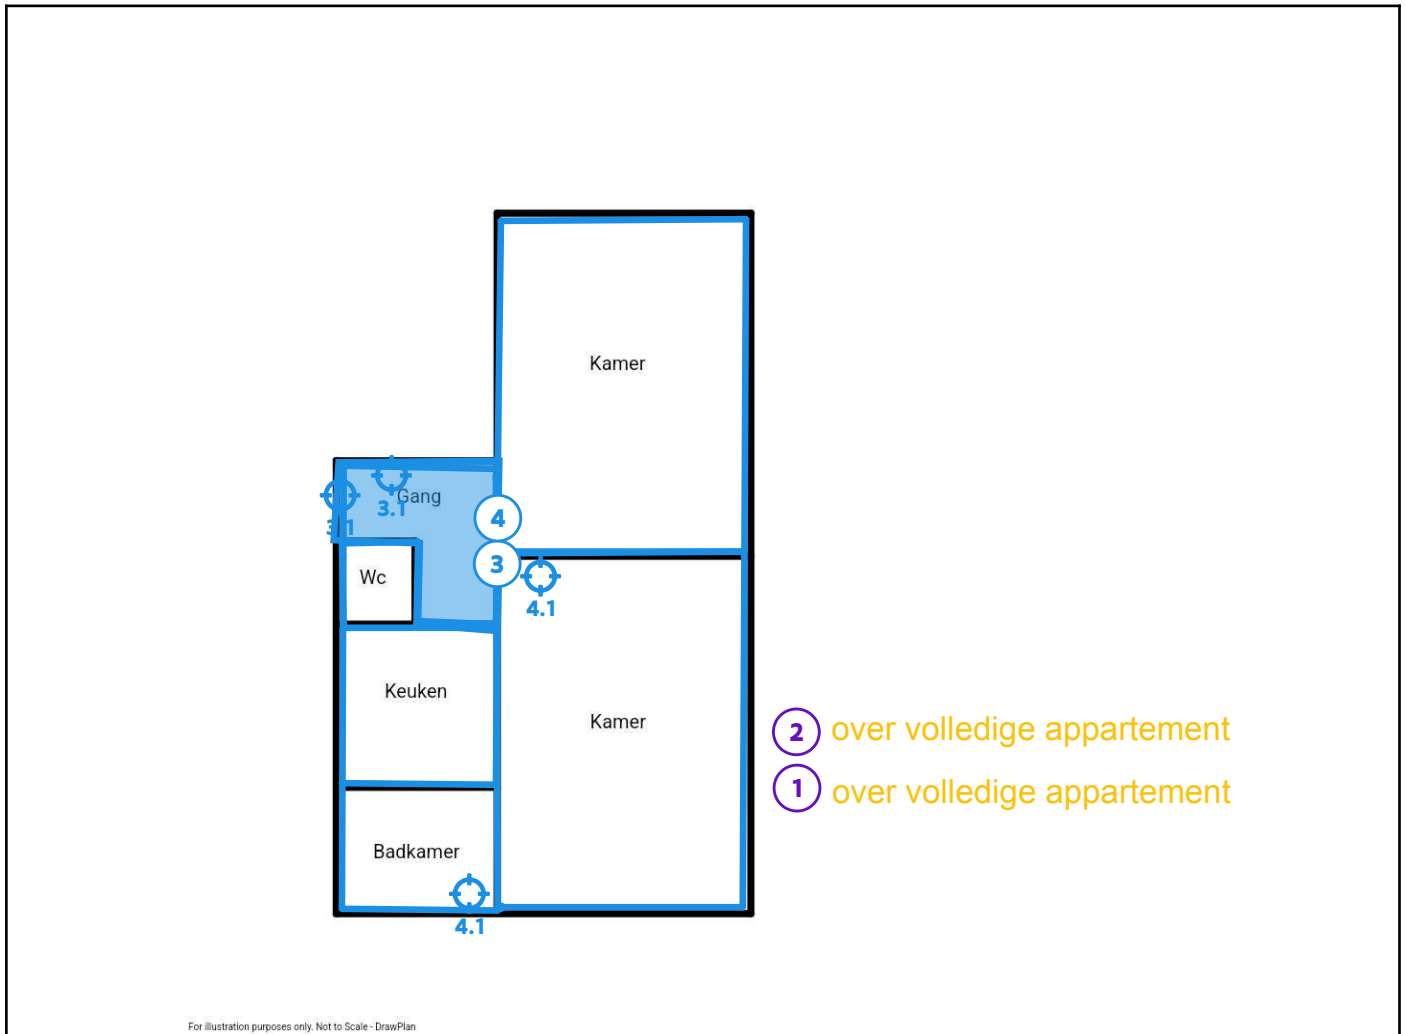 Kamer
Gang
3.1
3.1
4
3
Wc
4.1
Keuken
Kamer
2 over volledige appartement
1 over volledige appartement
Badkamer
4.1
For illustration purposes only. Not to Scale - DrawPlan